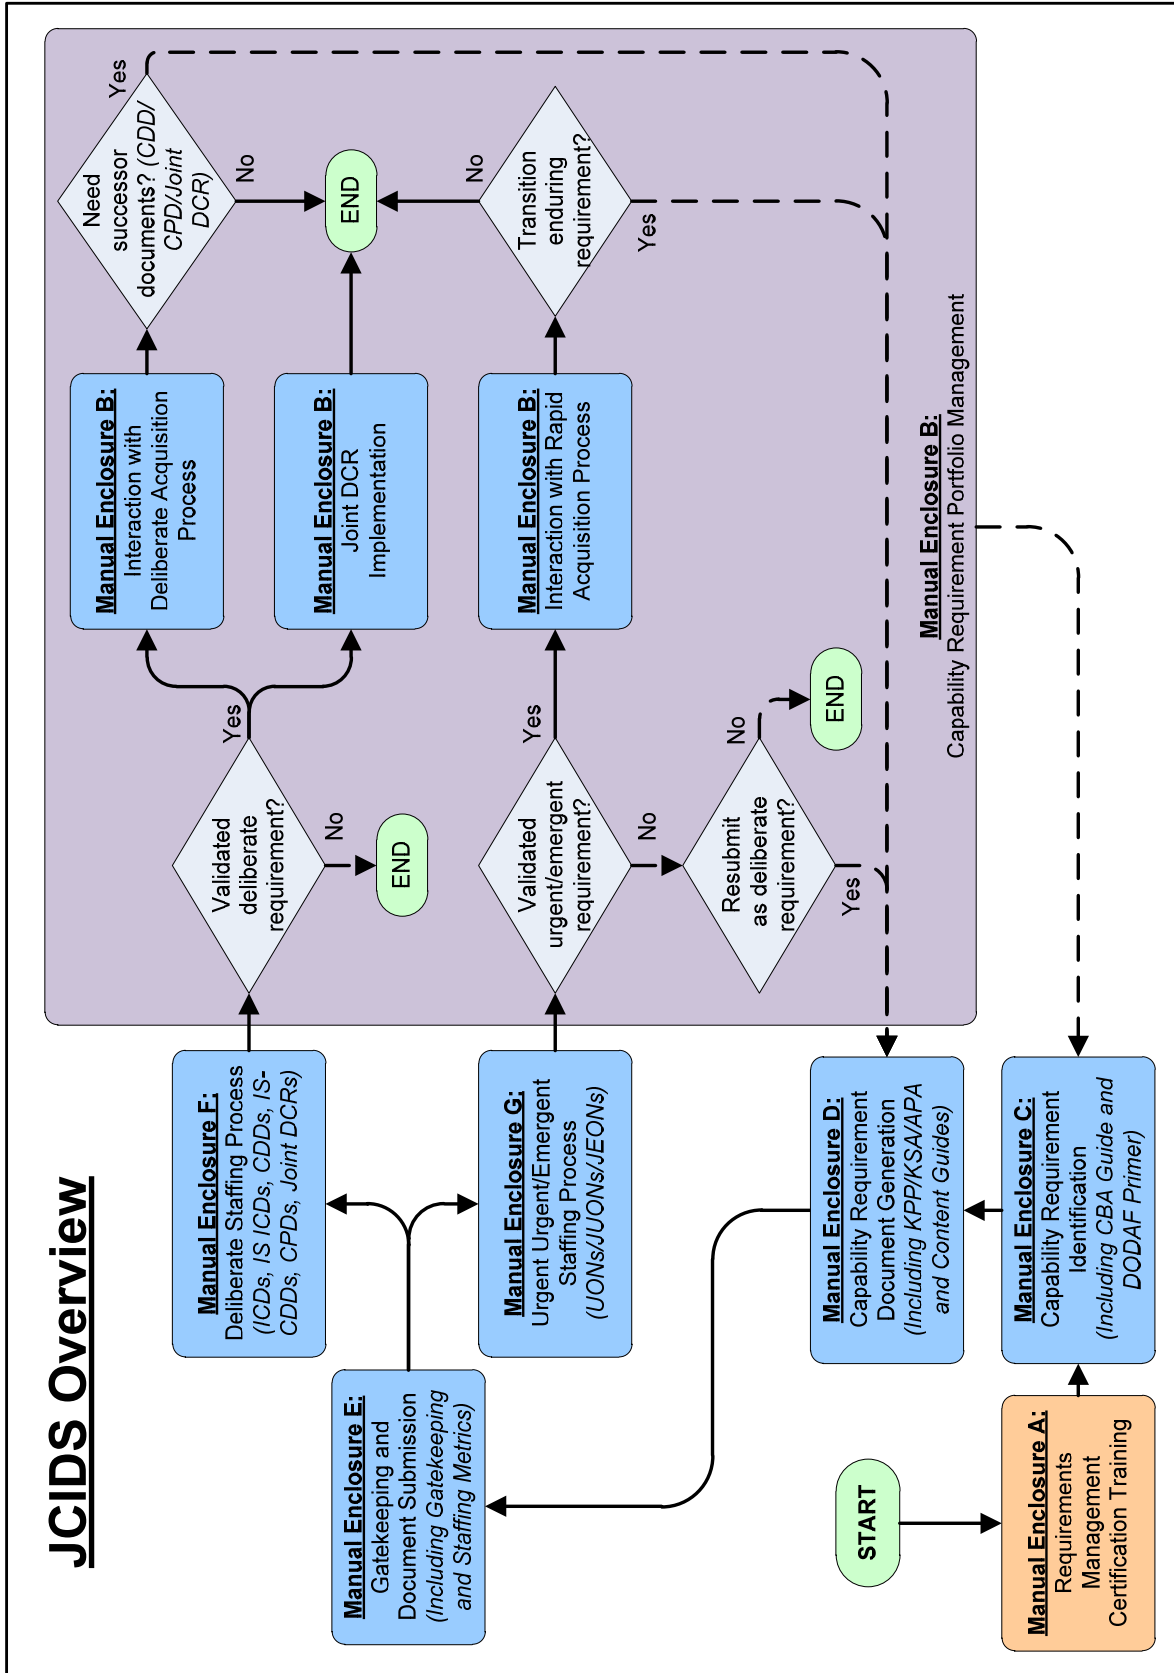 JCIDS Overview
START
Manual Enclosure A:
Requirements
Management
Certification Training
Manual Enclosure C:
Capability Requirement
Identification
(Including CBA Guide and
DODAF Primer)
Manual Enclosure D:
Capability Requirement
Document Generation
(Including KPP/KSA/APA
and Content Guides)
Manual Enclosure E:
Gatekeeping and
Document Submission
(Including Gatekeeping
and Staffing Metrics)
Manual Enclosure F:
Deliberate Staffing Process
(ICDs, IS ICDs, CDDs, IS-
CDDs, CPDs, Joint DCRs)
Manual Enclosure G:
Urgent Urgent/Emergent
Staffing Process
(UONs/JUONs/JEONs)
Validated
deliberate
requirement?
Yes
No
END
Validated
urgent/emergent
requirement?
Yes
No
Resubmit
as deliberate
requirement?
Yes
No
END
Manual Enclosure B:
Interaction with
Deliberate Acquisition
Process
Manual Enclosure B:
Joint DCR
Implementation
Manual Enclosure B:
Interaction with Rapid
Acquisition Process
Need
successor
documents? (CDD/
CPD/Joint
DCR)
Yes
No
END
Transition
enduring
requirement?
No
Yes
Manual Enclosure B:
Capability Requirement Portfolio Management